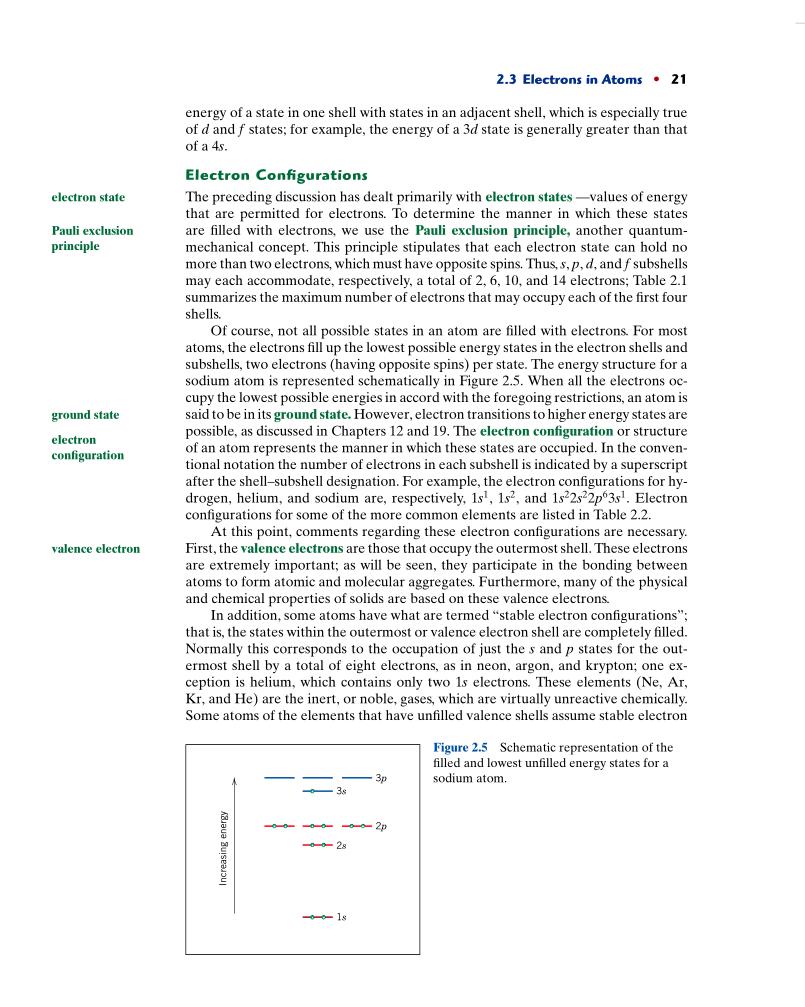 2.3 Electrons in Atoms • 21
energy of a state in one shell with states in an adjacent shell, which is especially true
of d and f states; for example, the energy of a 3d state is generally greater than that
of a 4s.
Electron Configurations
electron state
The preceding discussion has dealt primarily with electron states —values of energy
that are permitted for electrons. To determine the manner in which these states
Pauli exclusion
principle
are filled with electrons, we use the Pauli exclusion principle, another quantum-
mechanical concept. This principle stipulates that each electron state can hold no
more than two electrons, which must have opposite spins. Thus, s, p, d, and f subshells
may each accommodate, respectively, a total of 2, 6, 10, and 14 electrons; Table 2.1
summarizes the maximum number of electrons that may occupy each of the first four
shells.
Of course, not all possible states in an atom are filled with electrons. For most
atoms, the electrons fill up the lowest possible energy states in the electron shells and
subshells, two electrons (having opposite spins) per state. The energy structure for a
sodium atom is represented schematically in Figure 2.5. When all the electrons oc-
cupy the lowest possible energies in accord with the foregoing restrictions, an atom is
ground state
said to be in its ground state. However, electron transitions to higher energy states are
electron
configuration
possible, as discussed in Chapters 12 and 19. The electron configuration or structure
of an atom represents the manner in which these states are occupied. In the conven-
tional notation the number of electrons in each subshell is indicated by a superscript
after the shell–subshell designation. For example, the electron configurations for hy-
drogen, helium, and sodium are, respectively, 1s¹, 1s², and 1s²2s²2p⁶3s¹. Electron
configurations for some of the more common elements are listed in Table 2.2.
At this point, comments regarding these electron configurations are necessary.
valence electron
First, the valence electrons are those that occupy the outermost shell. These electrons
are extremely important; as will be seen, they participate in the bonding between
atoms to form atomic and molecular aggregates. Furthermore, many of the physical
and chemical properties of solids are based on these valence electrons.
In addition, some atoms have what are termed “stable electron configurations”;
that is, the states within the outermost or valence electron shell are completely filled.
Normally this corresponds to the occupation of just the s and p states for the out-
ermost shell by a total of eight electrons, as in neon, argon, and krypton; one ex-
ception is helium, which contains only two 1s electrons. These elements (Ne, Ar,
Kr, and He) are the inert, or noble, gases, which are virtually unreactive chemically.
Some atoms of the elements that have unfilled valence shells assume stable electron
Figure 2.5 Schematic representation of the
filled and lowest unfilled energy states for a
sodium atom.
Increasing energy
3p
3s
2p
2s
1s